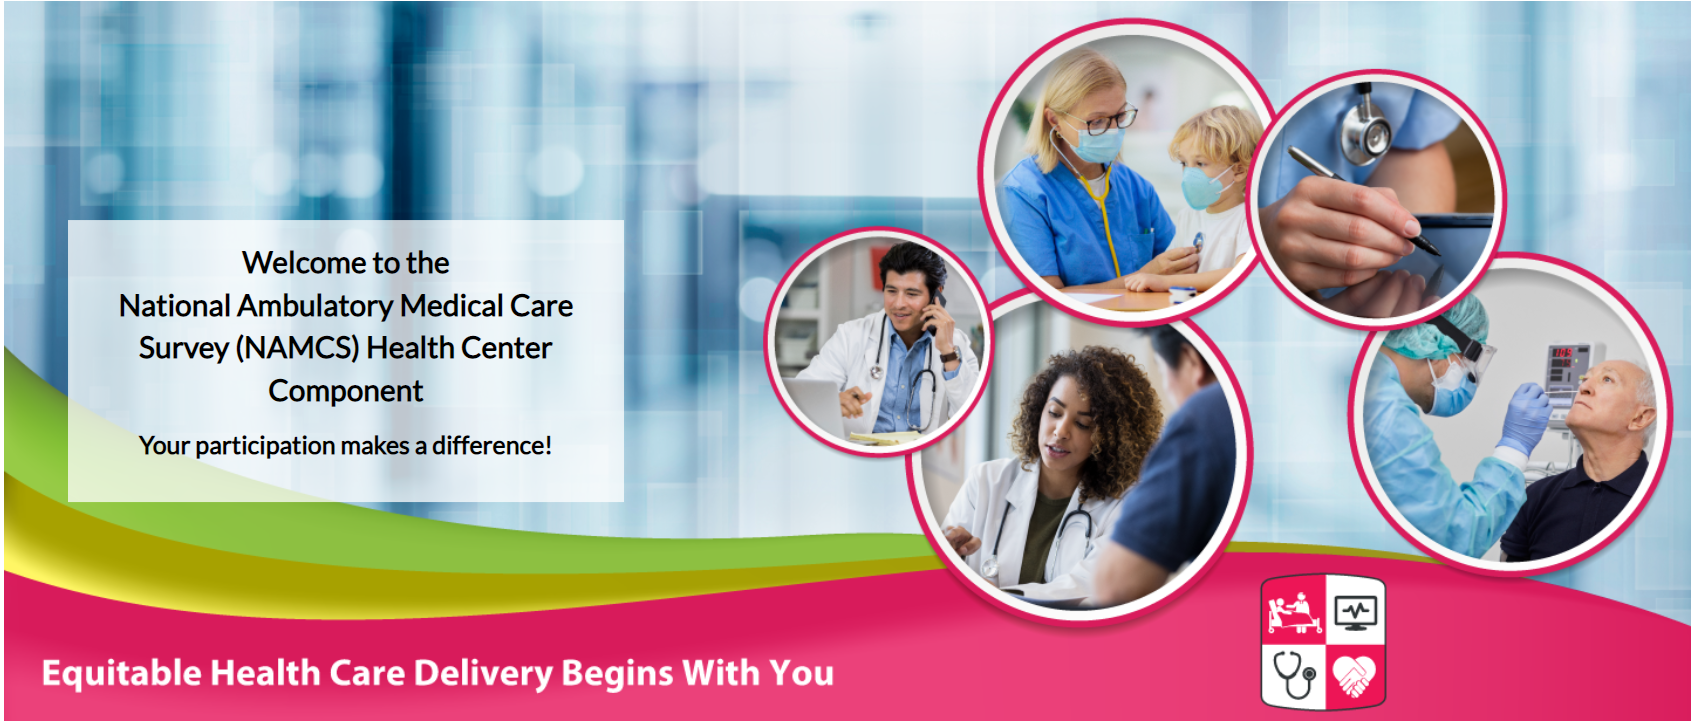 Welcome to the
National Ambulatory Medical Care
Survey (NAMCS) Health Center
Component
Your participation makes a difference!
109
Equitable Health Care Delivery Begins With You